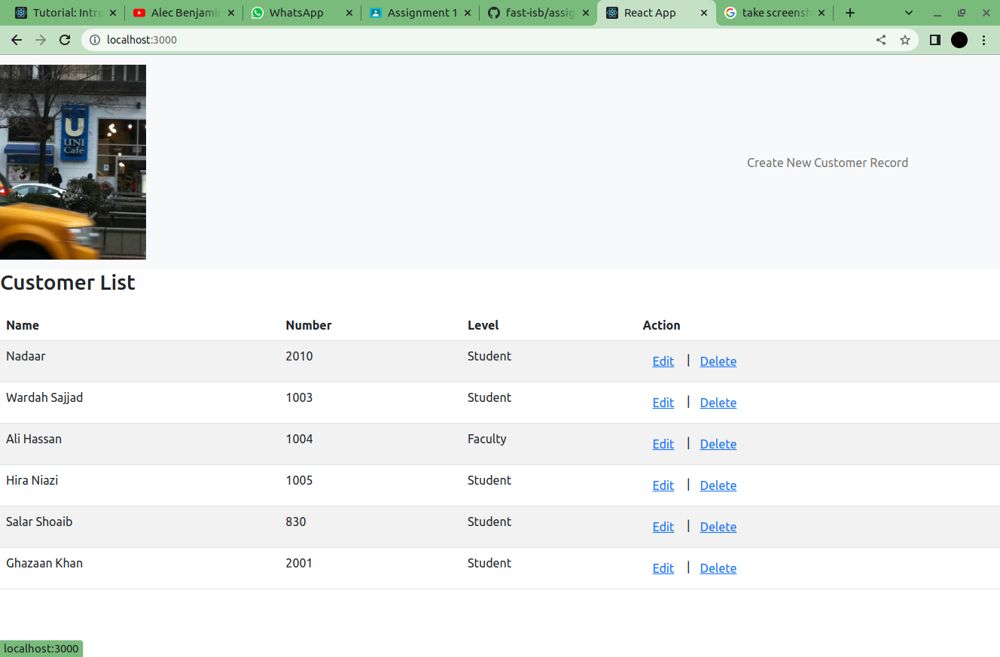 Tutorial: Intro Alec Benjamin WhatsApp Assignment 1 fast-isb/assig React App take screensh
localhost:3000
U
UNI
Café
Create New Customer Record
Customer List
Name Number Level Action
Nadaar 2010 Student Edit | Delete
Wardah Sajjad 1003 Student Edit | Delete
Ali Hassan 1004 Faculty Edit | Delete
Hira Niazi 1005 Student Edit | Delete
Salar Shoaib 830 Student Edit | Delete
Ghazaan Khan 2001 Student Edit | Delete
localhost:3000